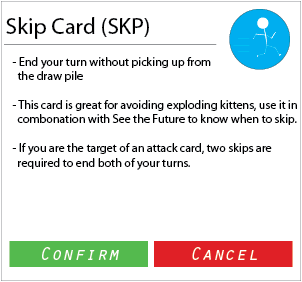 Skip Card (SKP)
- End your turn without picking up from
the draw pile
- This card is great for avoiding exploding kittens, use it in
combonation with See the Future to know when to skip.
- If you are the target of an attack card, two skips are
required to end both of your turns.
Confirm
Cancel